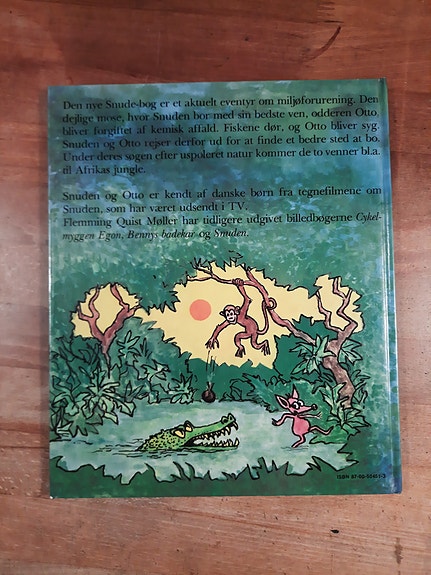 Den nye Snude-bog er et aktuelt eventyr om miljøforurening. Den
dejlige mose, hvor Snuden bor med sin bedste ven, odderen Otto,
bliver forgiftet af kemisk affald. Fiskene dør, og Otto bliver syg.
Snuden og Otto rejser derfor ud for at finde et bedre sted at bo.
Under deres søgen efter uspoleret natur kommer de to venner bl.a.
til Afrikas jungle.
Snuden og Otto er kendt af danske børn fra tegnefilmene om
Snuden, som har været udsendt i TV.
Flemming Quist Møller har tidligere udgivet billedbøgerne Cykel-
myggen Egon, Bennys badekar og Snuden.